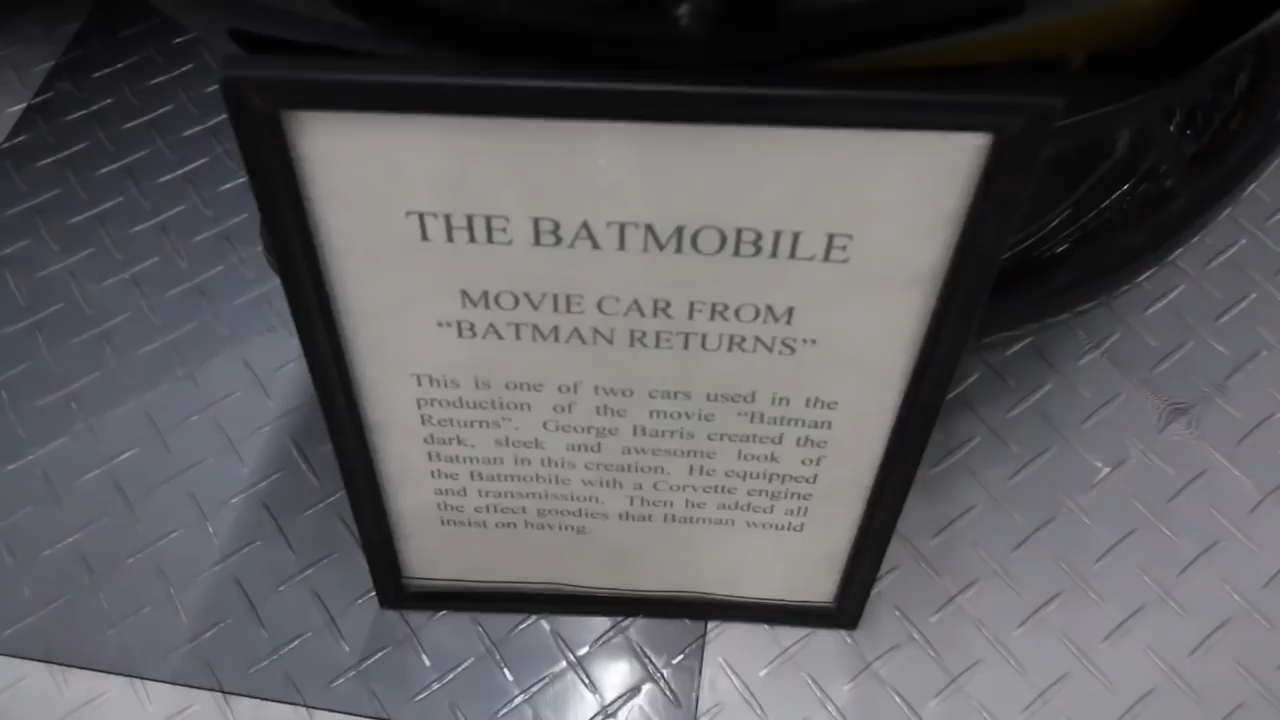 THE BATMOBILE
MOVIE CAR FROM
“BATMAN RETURNS”
This is one of two cars used in the
production of the movie “Batman
Returns”. George Barris created the
dark, sleek and awesome look of
Batman in this creation. He equipped
the Batmobile with a Corvette engine
and transmission. Then he added all
the effect goodies that Batman would
insist on having.